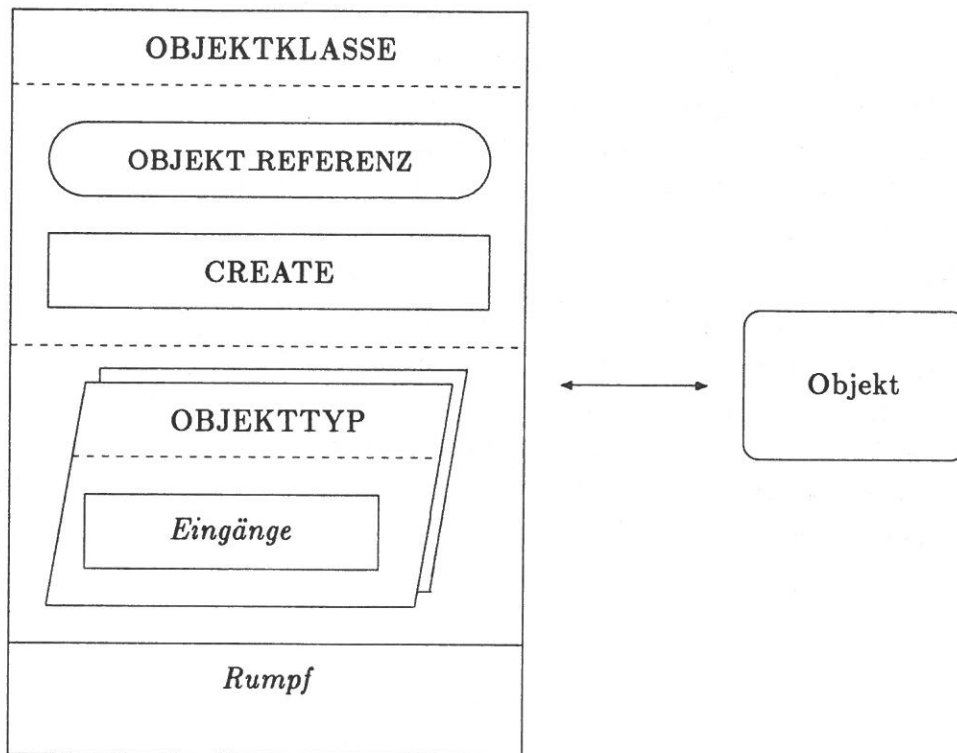 OBJEKTKLASSE
OBJEKT_REFERENZ
CREATE
OBJEKTTYP
Eingänge
Rumpf
Objekt